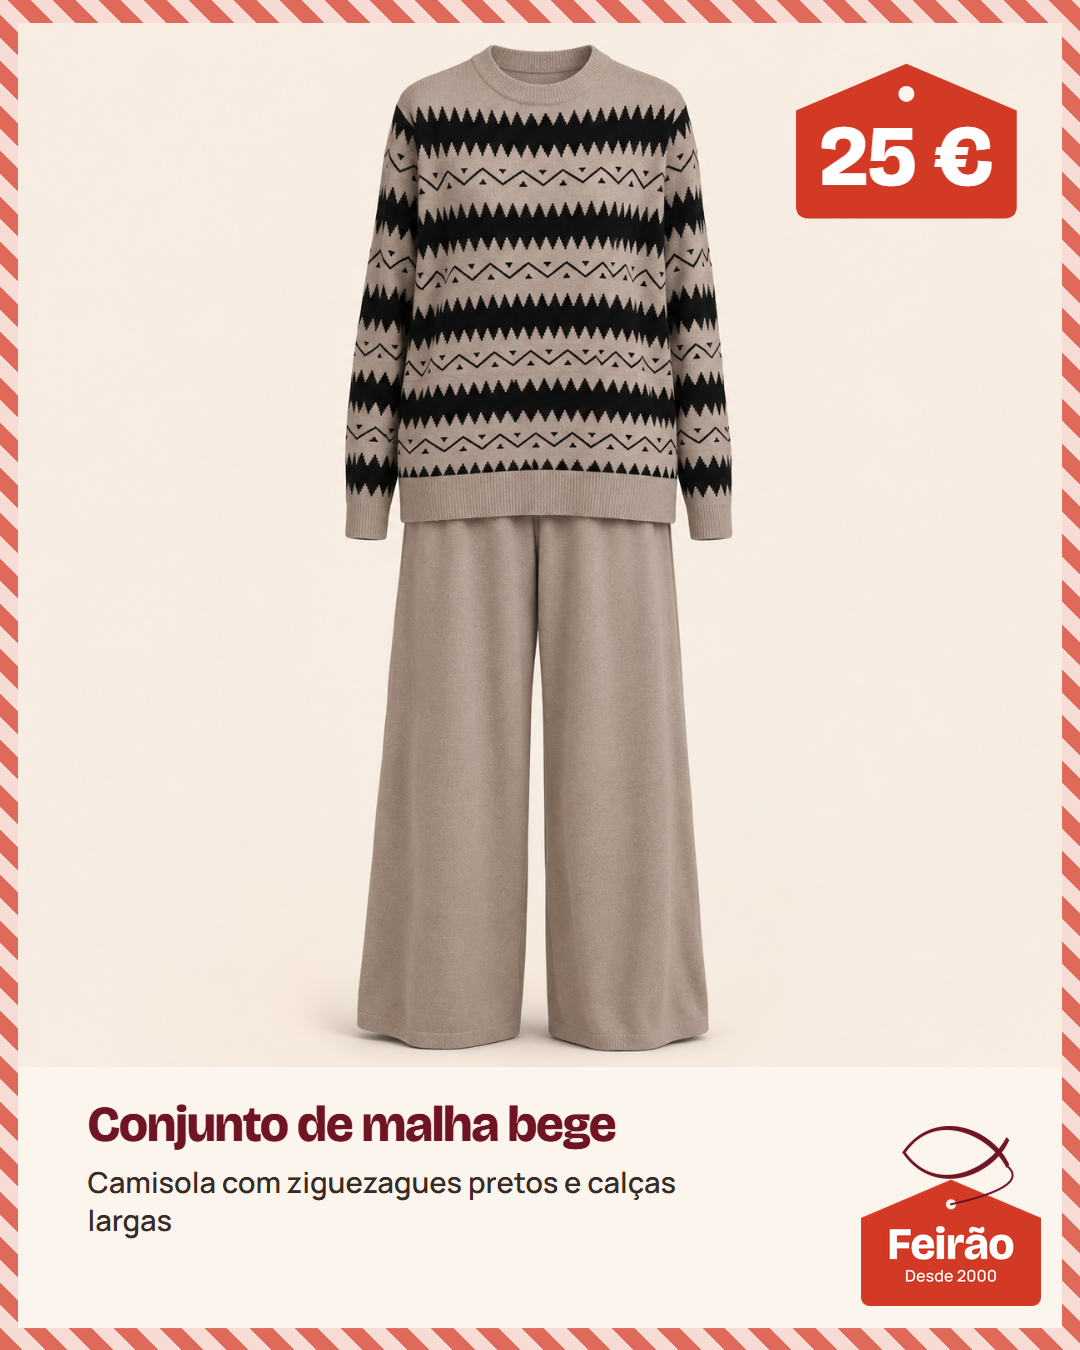 25 €
Conjunto de malha bege
Camisola com ziguezagues pretos e calças
largas
Feirão
Desde 2000